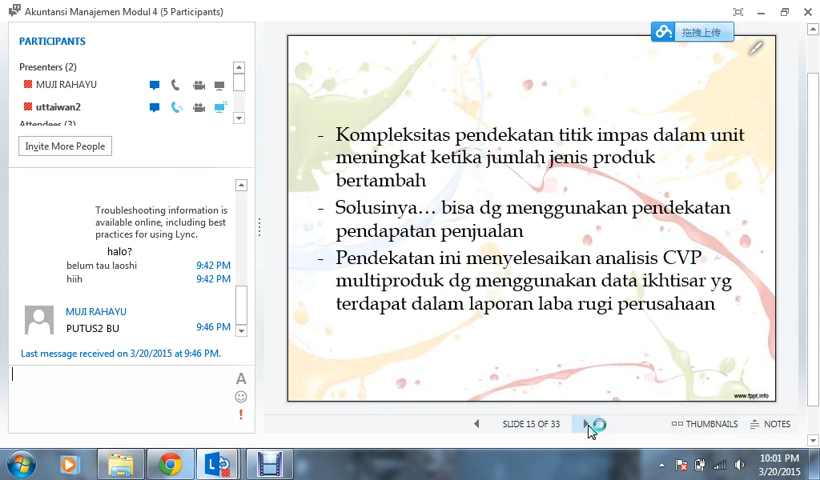 Akuntansi Manajemen Modul 4 (5 Participants)
拖拽上传
PARTICIPANTS
Presenters (2)
MUJI RAHAYU
uttaiwan2
Attendee (3)
Invite More People
Troubleshooting information is
available online, including best
practices for using Lync.
halo?
belum tau laoshi 9:42 PM
hiih 9:42 PM
MUJI RAHAYU
PUTUS2 BU 9:46 PM
Last message received on 3/20/2015 at 9:46 PM.
A
!
- Kompleksitas pendekatan titik impas dalam unit
meningkat ketika jumlah jenis produk
bertambah
- Solusinya… bisa dg menggunakan pendekatan
pendapatan penjualan
- Pendekatan ini menyelesaikan analisis CVP
multiproduk dg menggunakan data ikhtisar yg
terdapat dalam laporan laba rugi perusahaan
www.fppt.info
SLIDE 15 OF 33
THUMBNAILS
NOTES
10:01 PM
3/20/2015